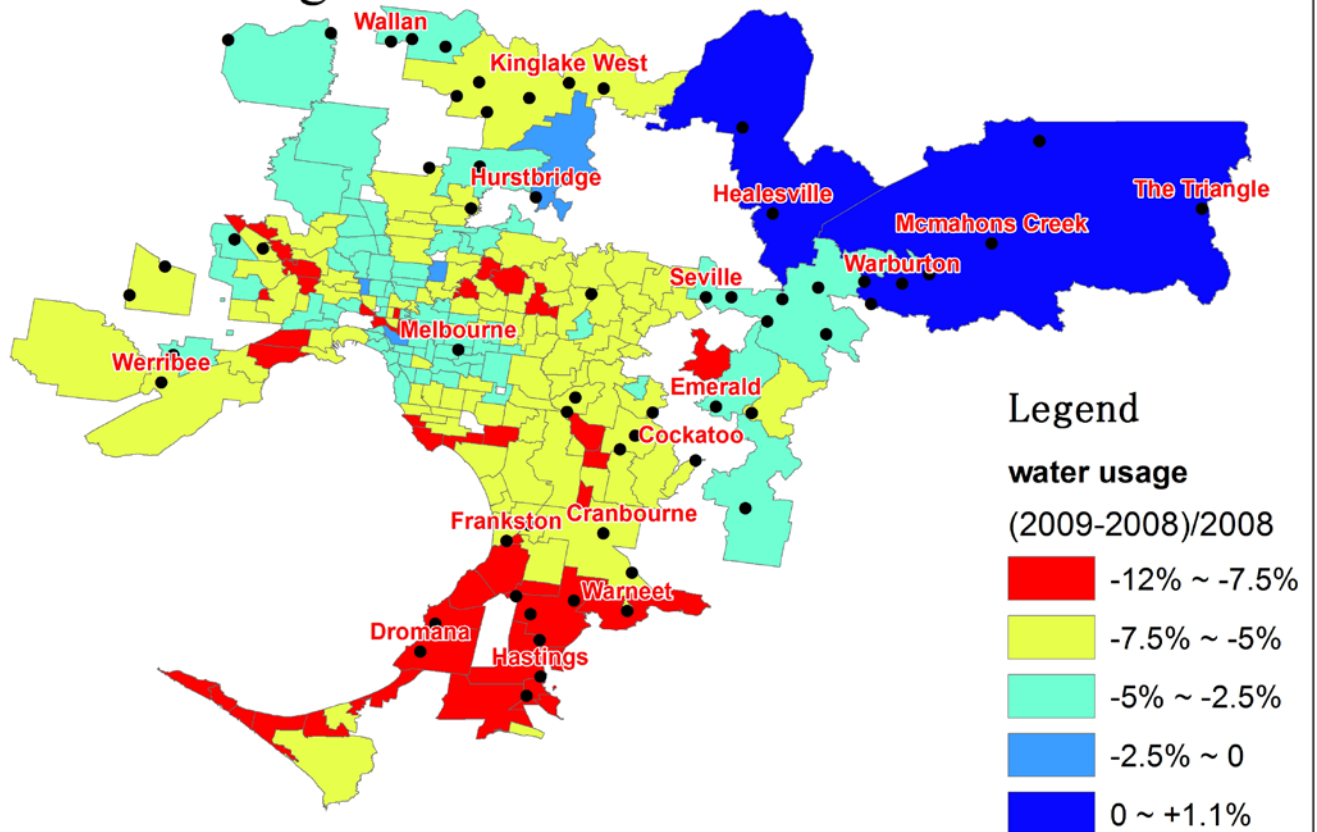 Wallan
Kinglake West
Hurstbridge
Healesville
The Triangle
Mcmahons Creek
Warburton
Seville
Melbourne
Werribee
Emerald
Cockatoo
Frankston
Cranbourne
Warneet
Dromana
Hastings
Legend
water usage
(2009-2008)/2008
-12% ~ -7.5%
-7.5% ~ -5%
-5% ~ -2.5%
-2.5% ~ 0
0 ~ +1.1%